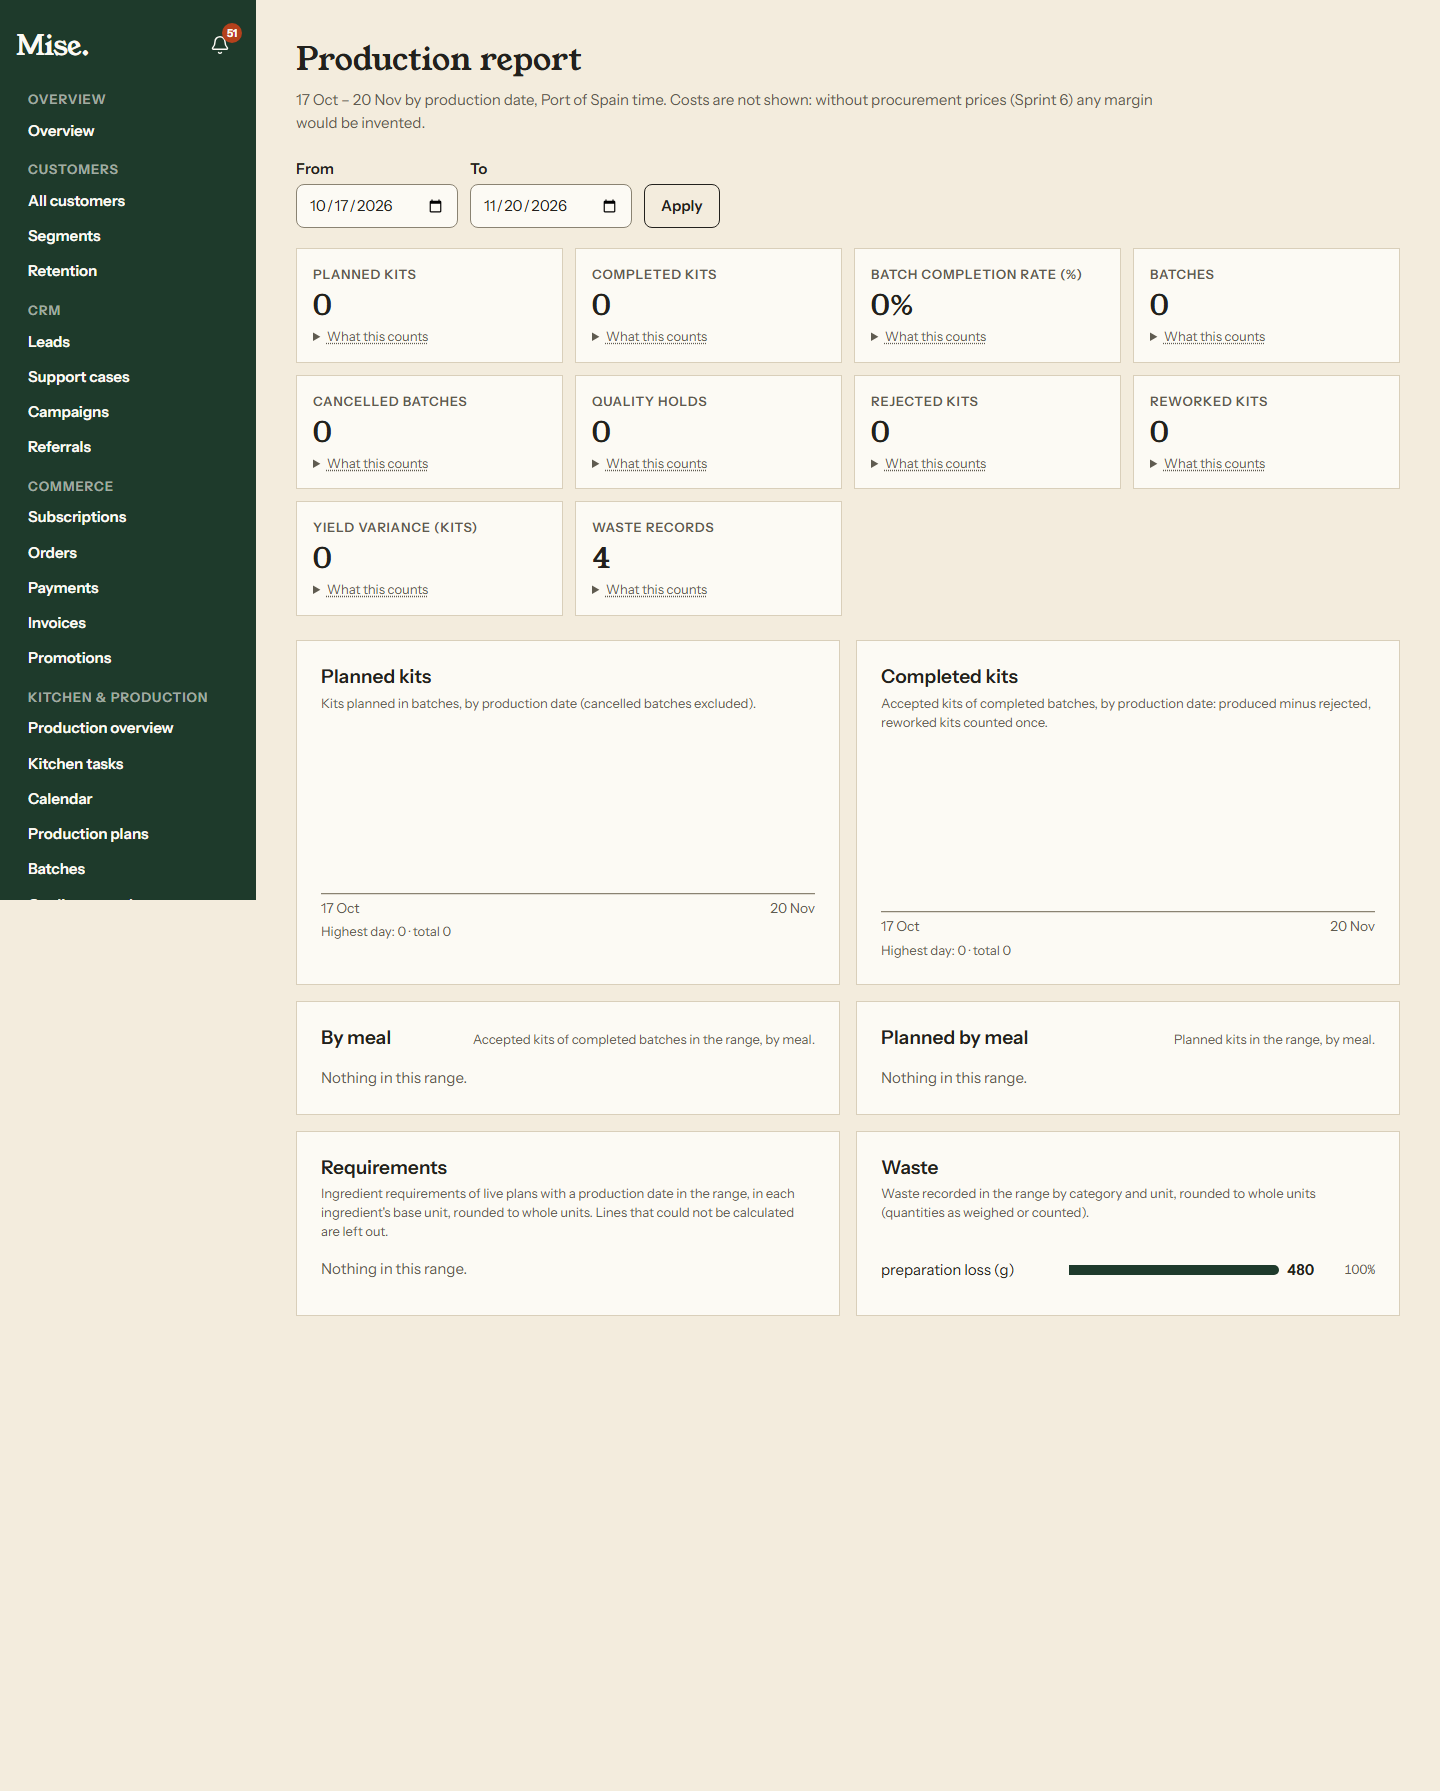 Mise.
51
OVERVIEW
Overview
CUSTOMERS
All customers
Segments
Retention
CRM
Leads
Support cases
Campaigns
Referrals
COMMERCE
Subscriptions
Orders
Payments
Invoices
Promotions
KITCHEN & PRODUCTION
Production overview
Kitchen tasks
Calendar
Production plans
Batches
Production report
17 Oct – 20 Nov by production date, Port of Spain time. Costs are not shown: without procurement prices (Sprint 6) any margin
would be invented.
From
To
10/17/2026
11/20/2026
Apply
PLANNED KITS
0
What this counts
COMPLETED KITS
0
What this counts
BATCH COMPLETION RATE (%)
0%
What this counts
BATCHES
0
What this counts
CANCELLED BATCHES
0
What this counts
QUALITY HOLDS
0
What this counts
REJECTED KITS
0
What this counts
REWORKED KITS
0
What this counts
YIELD VARIANCE (KITS)
0
What this counts
WASTE RECORDS
4
What this counts
Planned kits
Kits planned in batches, by production date (cancelled batches excluded).
17 Oct
20 Nov
Highest day: 0 · total 0
Completed kits
Accepted kits of completed batches, by production date: produced minus rejected,
reworked kits counted once.
17 Oct
20 Nov
Highest day: 0 · total 0
By meal
Accepted kits of completed batches in the range, by meal.
Nothing in this range.
Planned by meal
Planned kits in the range, by meal.
Nothing in this range.
Requirements
Ingredient requirements of live plans with a production date in the range, in each
ingredient's base unit, rounded to whole units. Lines that could not be calculated
are left out.
Nothing in this range.
Waste
Waste recorded in the range by category and unit, rounded to whole units
(quantities as weighed or counted).
preparation loss (g)
480
100%